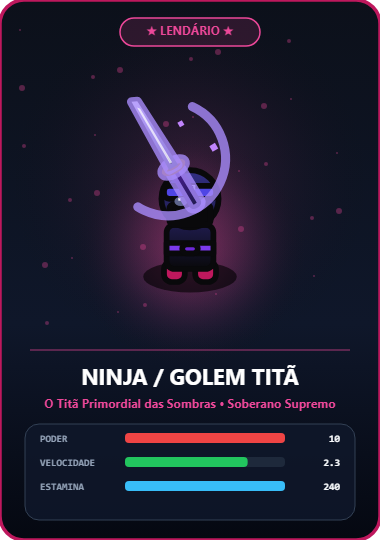 ★ LENDÁRIO ★
NINJA / GOLEM TITÃ
O Titã Primordial das Sombras • Soberano Supremo
PODER 10
VELOCIDADE 2.3
ESTAMINA 240